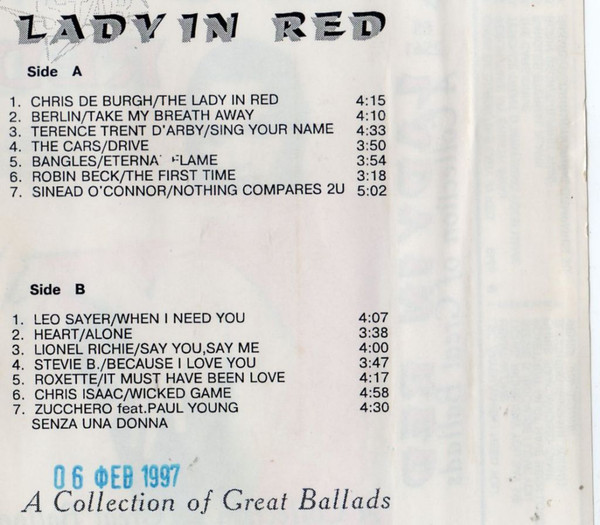 LADY IN RED
Side A
1. CHRIS DE BURGH/THE LADY IN RED 4:15
2. BERLIN/TAKE MY BREATH AWAY 4:10
3. TERENCE TRENT D'ARBY/SING YOUR NAME 4:33
4. THE CARS/DRIVE 3:50
5. BANGLES/ETERNA FLAME 3:54
6. ROBIN BECK/THE FIRST TIME 3:18
7. SINEAD O'CONNOR/NOTHING COMPARES 2U 5:02
Side B
1. LEO SAYER/WHEN I NEED YOU 4:07
2. HEART/ALONE 3:38
3. LIONEL RICHIE/SAY YOU,SAY ME 4:00
4. STEVIE B./BECAUSE I LOVE YOU 3:47
5. ROXETTE/IT MUST HAVE BEEN LOVE 4:17
6. CHRIS ISAAC/WICKED GAME 4:58
7. ZUCCHERO feat.PAUL YOUNG 4:30
SENZA UNA DONNA
06 ФЕВ 1997
A Collection of Great Ballads